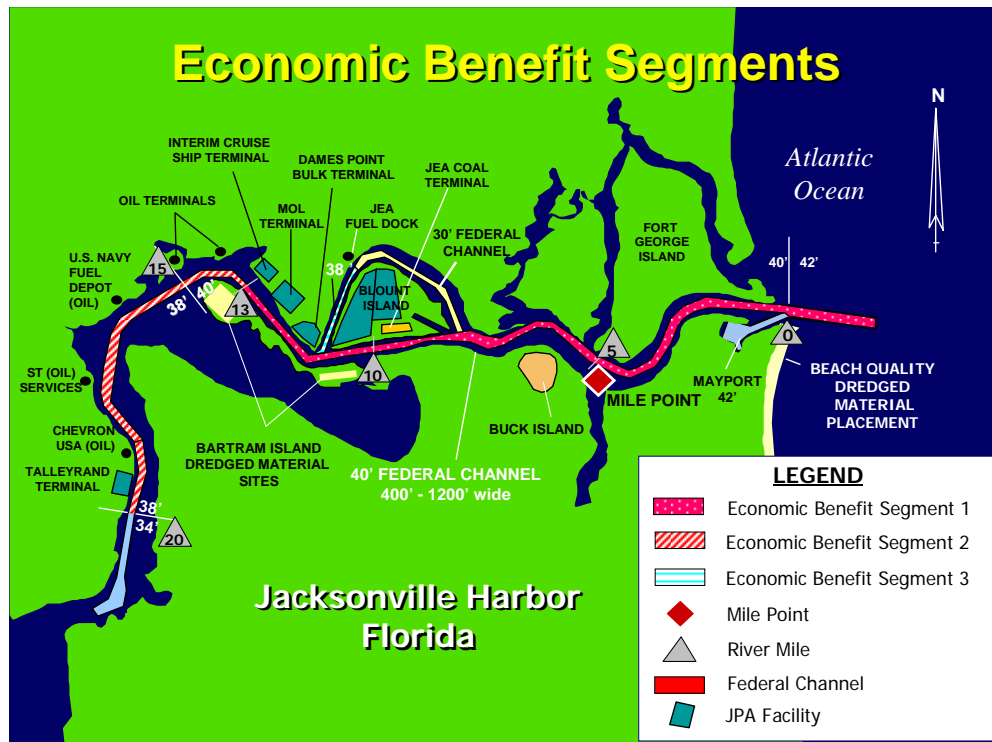 Economic Benefit Segments
N
INTERIM CRUISE
SHIP TERMINAL
DAMES POINT
BULK TERMINAL
JEA COAL
TERMINAL
Atlantic
Ocean
OIL TERMINALS
MOL
TERMINAL
JEA
FUEL DOCK
30' FEDERAL
CHANNEL
FORT
GEORGE
ISLAND
U.S. NAVY
FUEL
DEPOT
(OIL)
15
38
40' 42'
38' 40'
13
BLOUNT
ISLAND
5
0
10
MAYPORT
42'
BEACH QUALITY
DREDGED
MATERIAL
PLACEMENT
ST (OIL)
SERVICES
MILE POINT
BUCK ISLAND
CHEVRON
USA (OIL)
BARTRAM ISLAND
DREDGED MATERIAL
SITES
TALLEYRAND
TERMINAL
40' FEDERAL CHANNEL
400' - 1200' wide
38'
34'
20
Jacksonville Harbor
Florida
LEGEND
Economic Benefit Segment 1
Economic Benefit Segment 2
Economic Benefit Segment 3
Mile Point
River Mile
Federal Channel
JPA Facility